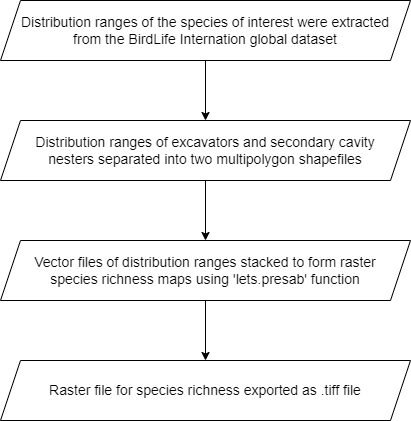 Distribution ranges of the species of interest were extracted
from the BirdLife Internation global dataset
Distribution ranges of excavators and secondary cavity
nesters separated into two multipolygon shapefiles
Vector files of distribution ranges stacked to form raster
species richness maps using 'lets.presab' function
Raster file for species richness exported as .tiff file